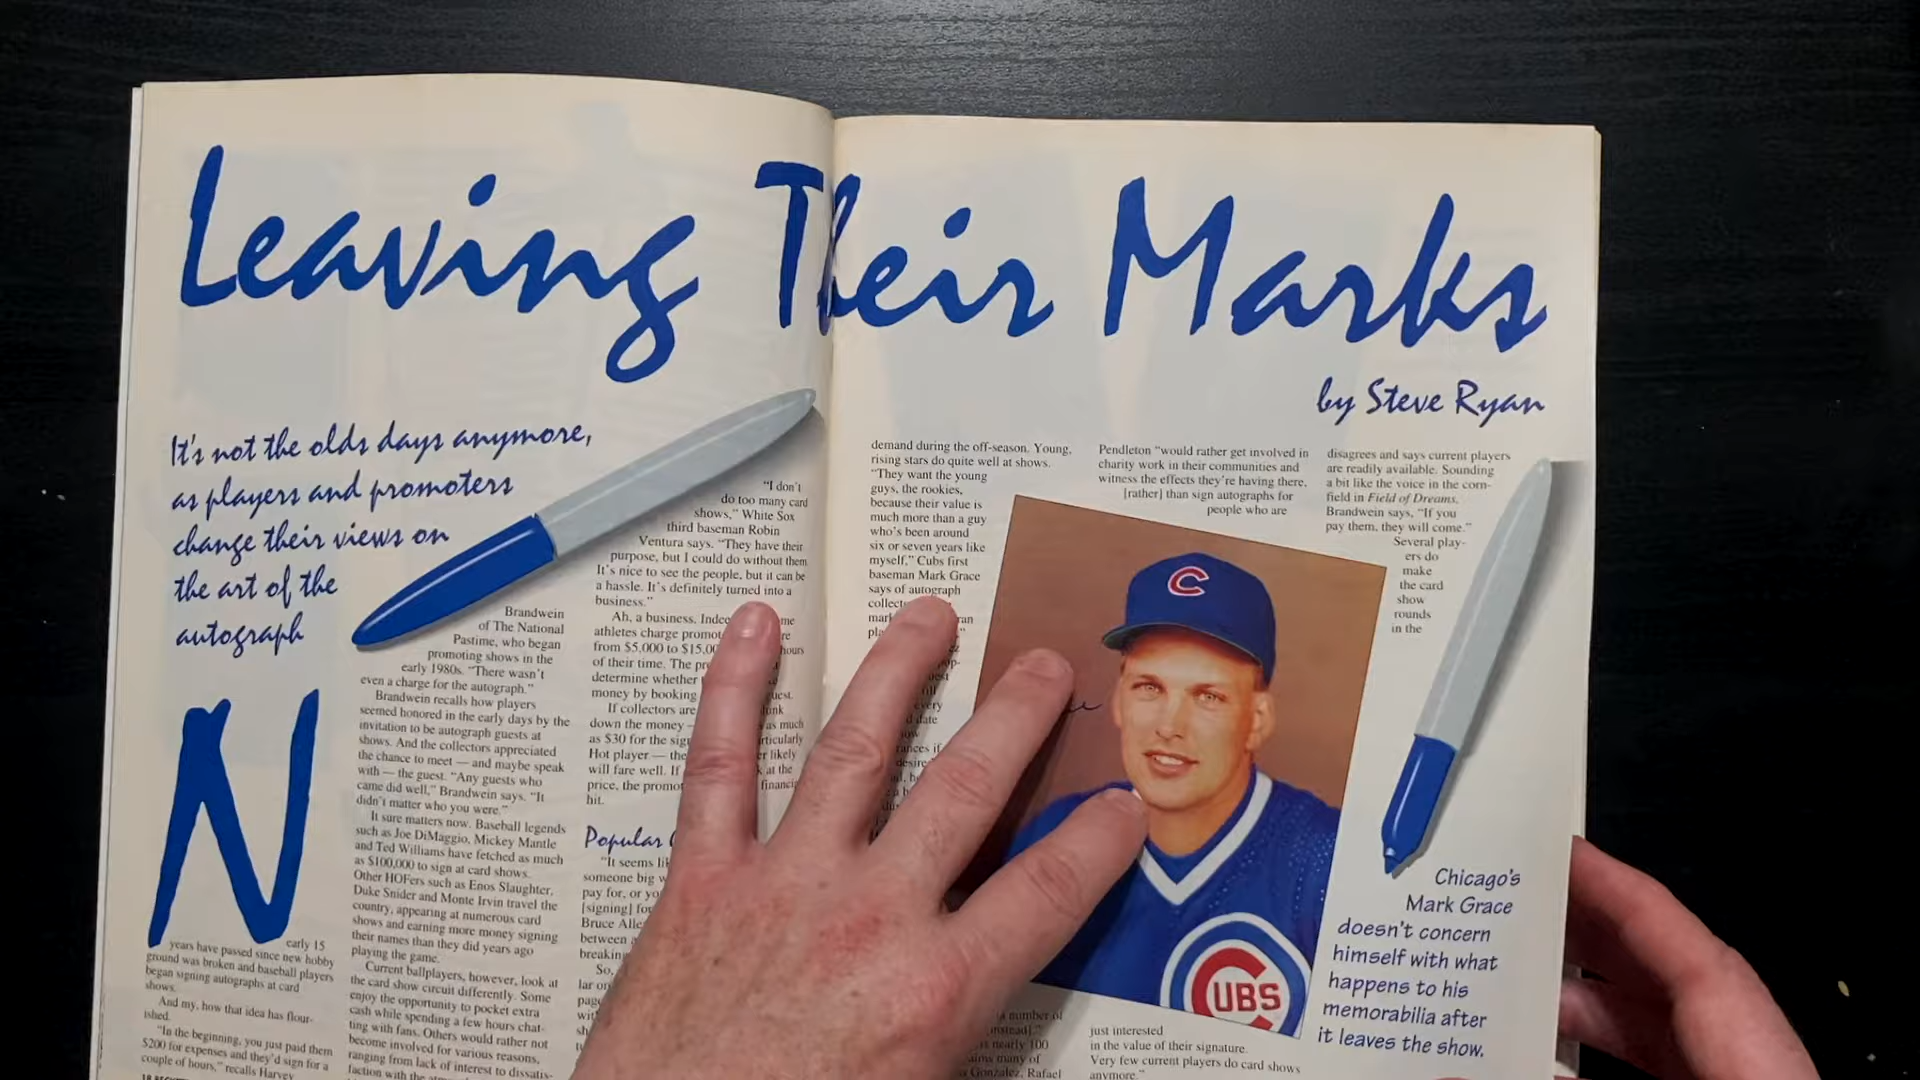 Leaving Their Marks
by Steve Ryan
It's not the olds days anymore,
as players and promoters
change their views on
the art of the
autograph
N
early 15
years have passed since new hobby
ground was broken and baseball players
began signing autographs at card
shows.
And my, how that idea has flour-
ished.
"In the beginning, you just paid them
$200 for expenses and they'd sign for a
couple of hours," recalls Harvey
Brandwein
of The National
Pastime, who began
promoting shows in the
early 1980s. "There wasn't
even a charge for the autograph."
Brandwein recalls how players
seemed honored in the early days by the
invitation to be autograph guests at
shows. And the collectors appreciated
the chance to meet — and maybe speak
with — the guest. "Any guests who
came did well," Brandwein says. "It
didn't matter who you were."
It sure matters now. Baseball legends
such as Joe DiMaggio, Mickey Mantle
and Ted Williams have fetched as much
as $100,000 to sign at card shows.
Other HOFers such as Enos Slaughter,
Duke Snider and Monte Irvin travel the
country, appearing at numerous card
shows and earning more money signing
their names than they did years ago
playing the game.
Current ballplayers, however, look at
the card show circuit differently. Some
enjoy the opportunity to pocket extra
cash while spending a few hours chat-
ting with fans. Others would rather not
become involved for various reasons,
ranging from lack of interest to dissatis-
faction with the
"I don't
do too many card
shows," White Sox
third baseman Robin
Ventura says. "They have their
purpose, but I could do without them.
It's nice to see the people, but it can be
a hassle. It's definitely turned into a
business."
Ah, a business.
athletes charge
from $5,000 to
of their time. The
determine whether
money by booking
If collectors are
down the money — as much
as $30 for the
Hot player — the likely
will fare well. If at the
price, the
hit.
Popular
"It seems
someone big
pay for, or
[signing]
Bruce
between
So,
demand during the off-season. Young,
rising stars do quite well at shows.
"They want the young
guys, the rookies,
because their value is
much more than a guy
who's been around
six or seven years like
myself," Cubs first
baseman Mark Grace
says of autograph
every
date
Pendleton "would rather get involved in
charity work in their communities and
witness the effects they're having there,
[rather] than sign autographs for
people who are
number of
nearly 100
many of
Gonzalez, Rafael
just interested
in the value of their signature.
Very few current players do card shows
anymore."
disagrees and says current players
are readily available. Sounding
a bit like the voice in the corn-
field in Field of Dreams,
Brandwein says, "If you
pay them, they will come."
Several play-
ers do
make
the card
show
rounds
in the
C
CUBS
Chicago's
Mark Grace
doesn't concern
himself with what
happens to his
memorabilia after
it leaves the show.